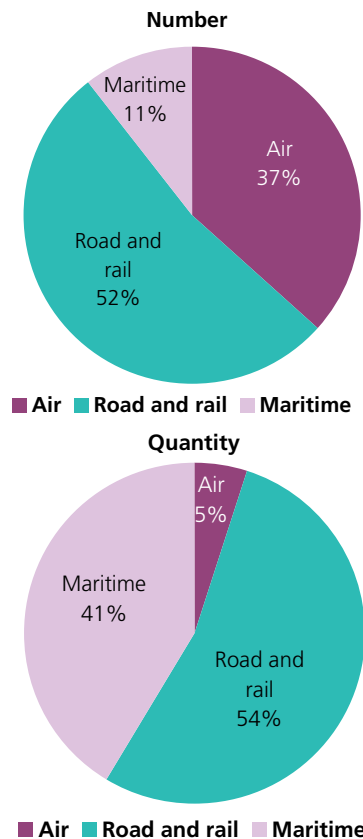 Number
Maritime
11%
Air
37%
Road and
rail
52%
Air Road and rail Maritime
Quantity
Air
5%
Maritime
41%
Road and
rail
54%
Air Road and rail Maritime